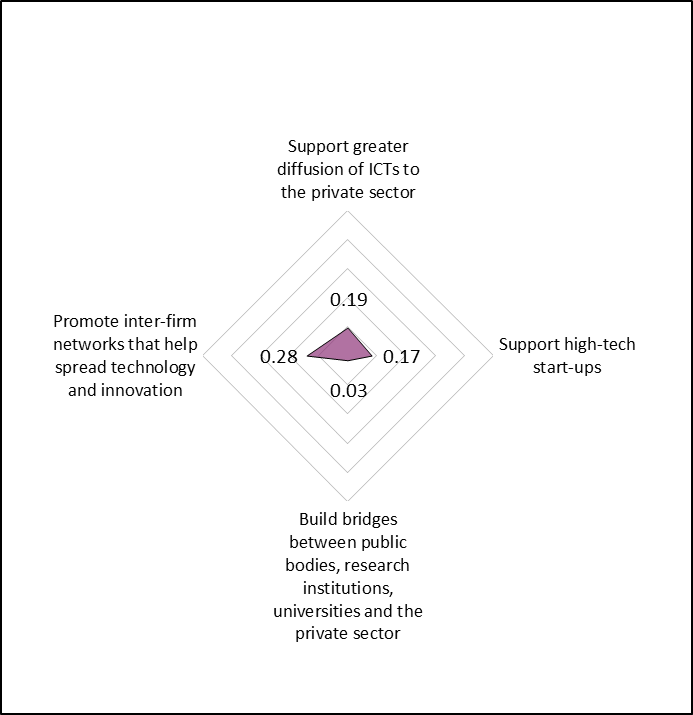 Support greater
diffusion of ICTs to
the private sector
0.19
Promote inter-firm
networks that help
spread technology
and innovation
0.28
0.17
Support high-tech
start-ups
0.03
Build bridges
between public
bodies, research
institutions,
universities and the
private sector